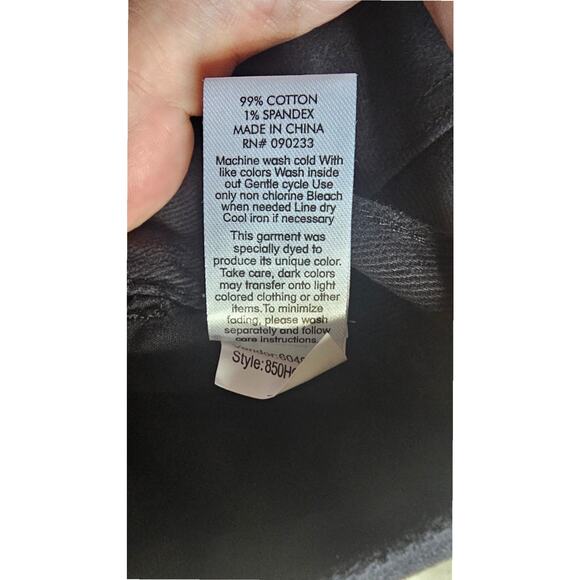 99% COTTON
1% SPANDEX
MADE IN CHINA
RN# 090233
Machine wash cold With
like colors Wash inside
out Gentle cycle Use
only non chlorine Bleach
when needed Line dry
Cool iron if necessary
This garment was
specially dyed to
produce its unique color.
Take care, dark colors
may transfer onto light
colored clothing or other
items.To minimize
fading, please wash
separately and follow
care instructions.
Style:850H